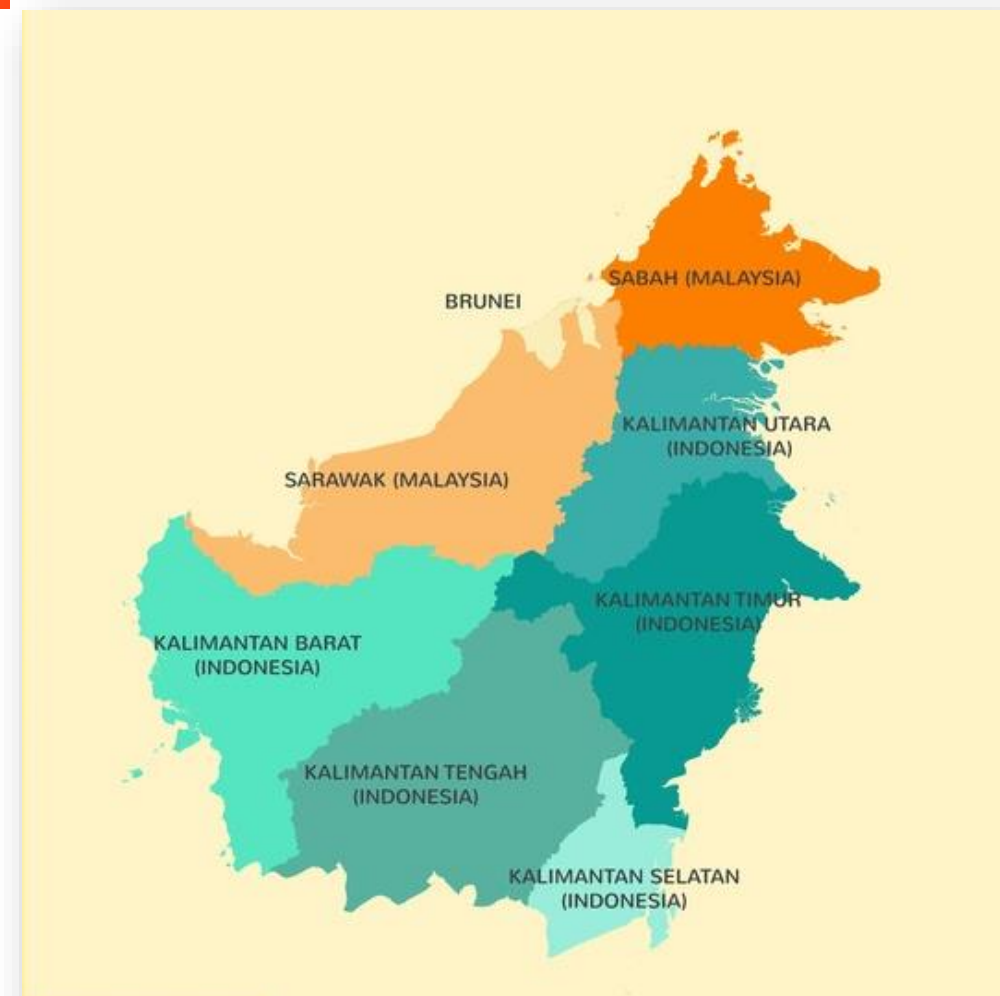 SABAH (MALAYSIA)
BRUNEI
KALIMANTAN UTARA
(INDONESIA)
SARAWAK (MALAYSIA)
KALIMANTAN TIMUR
(INDONESIA)
KALIMANTAN BARAT
(INDONESIA)
KALIMANTAN TENGAH
(INDONESIA)
KALIMANTAN SELATAN
(INDONESIA)